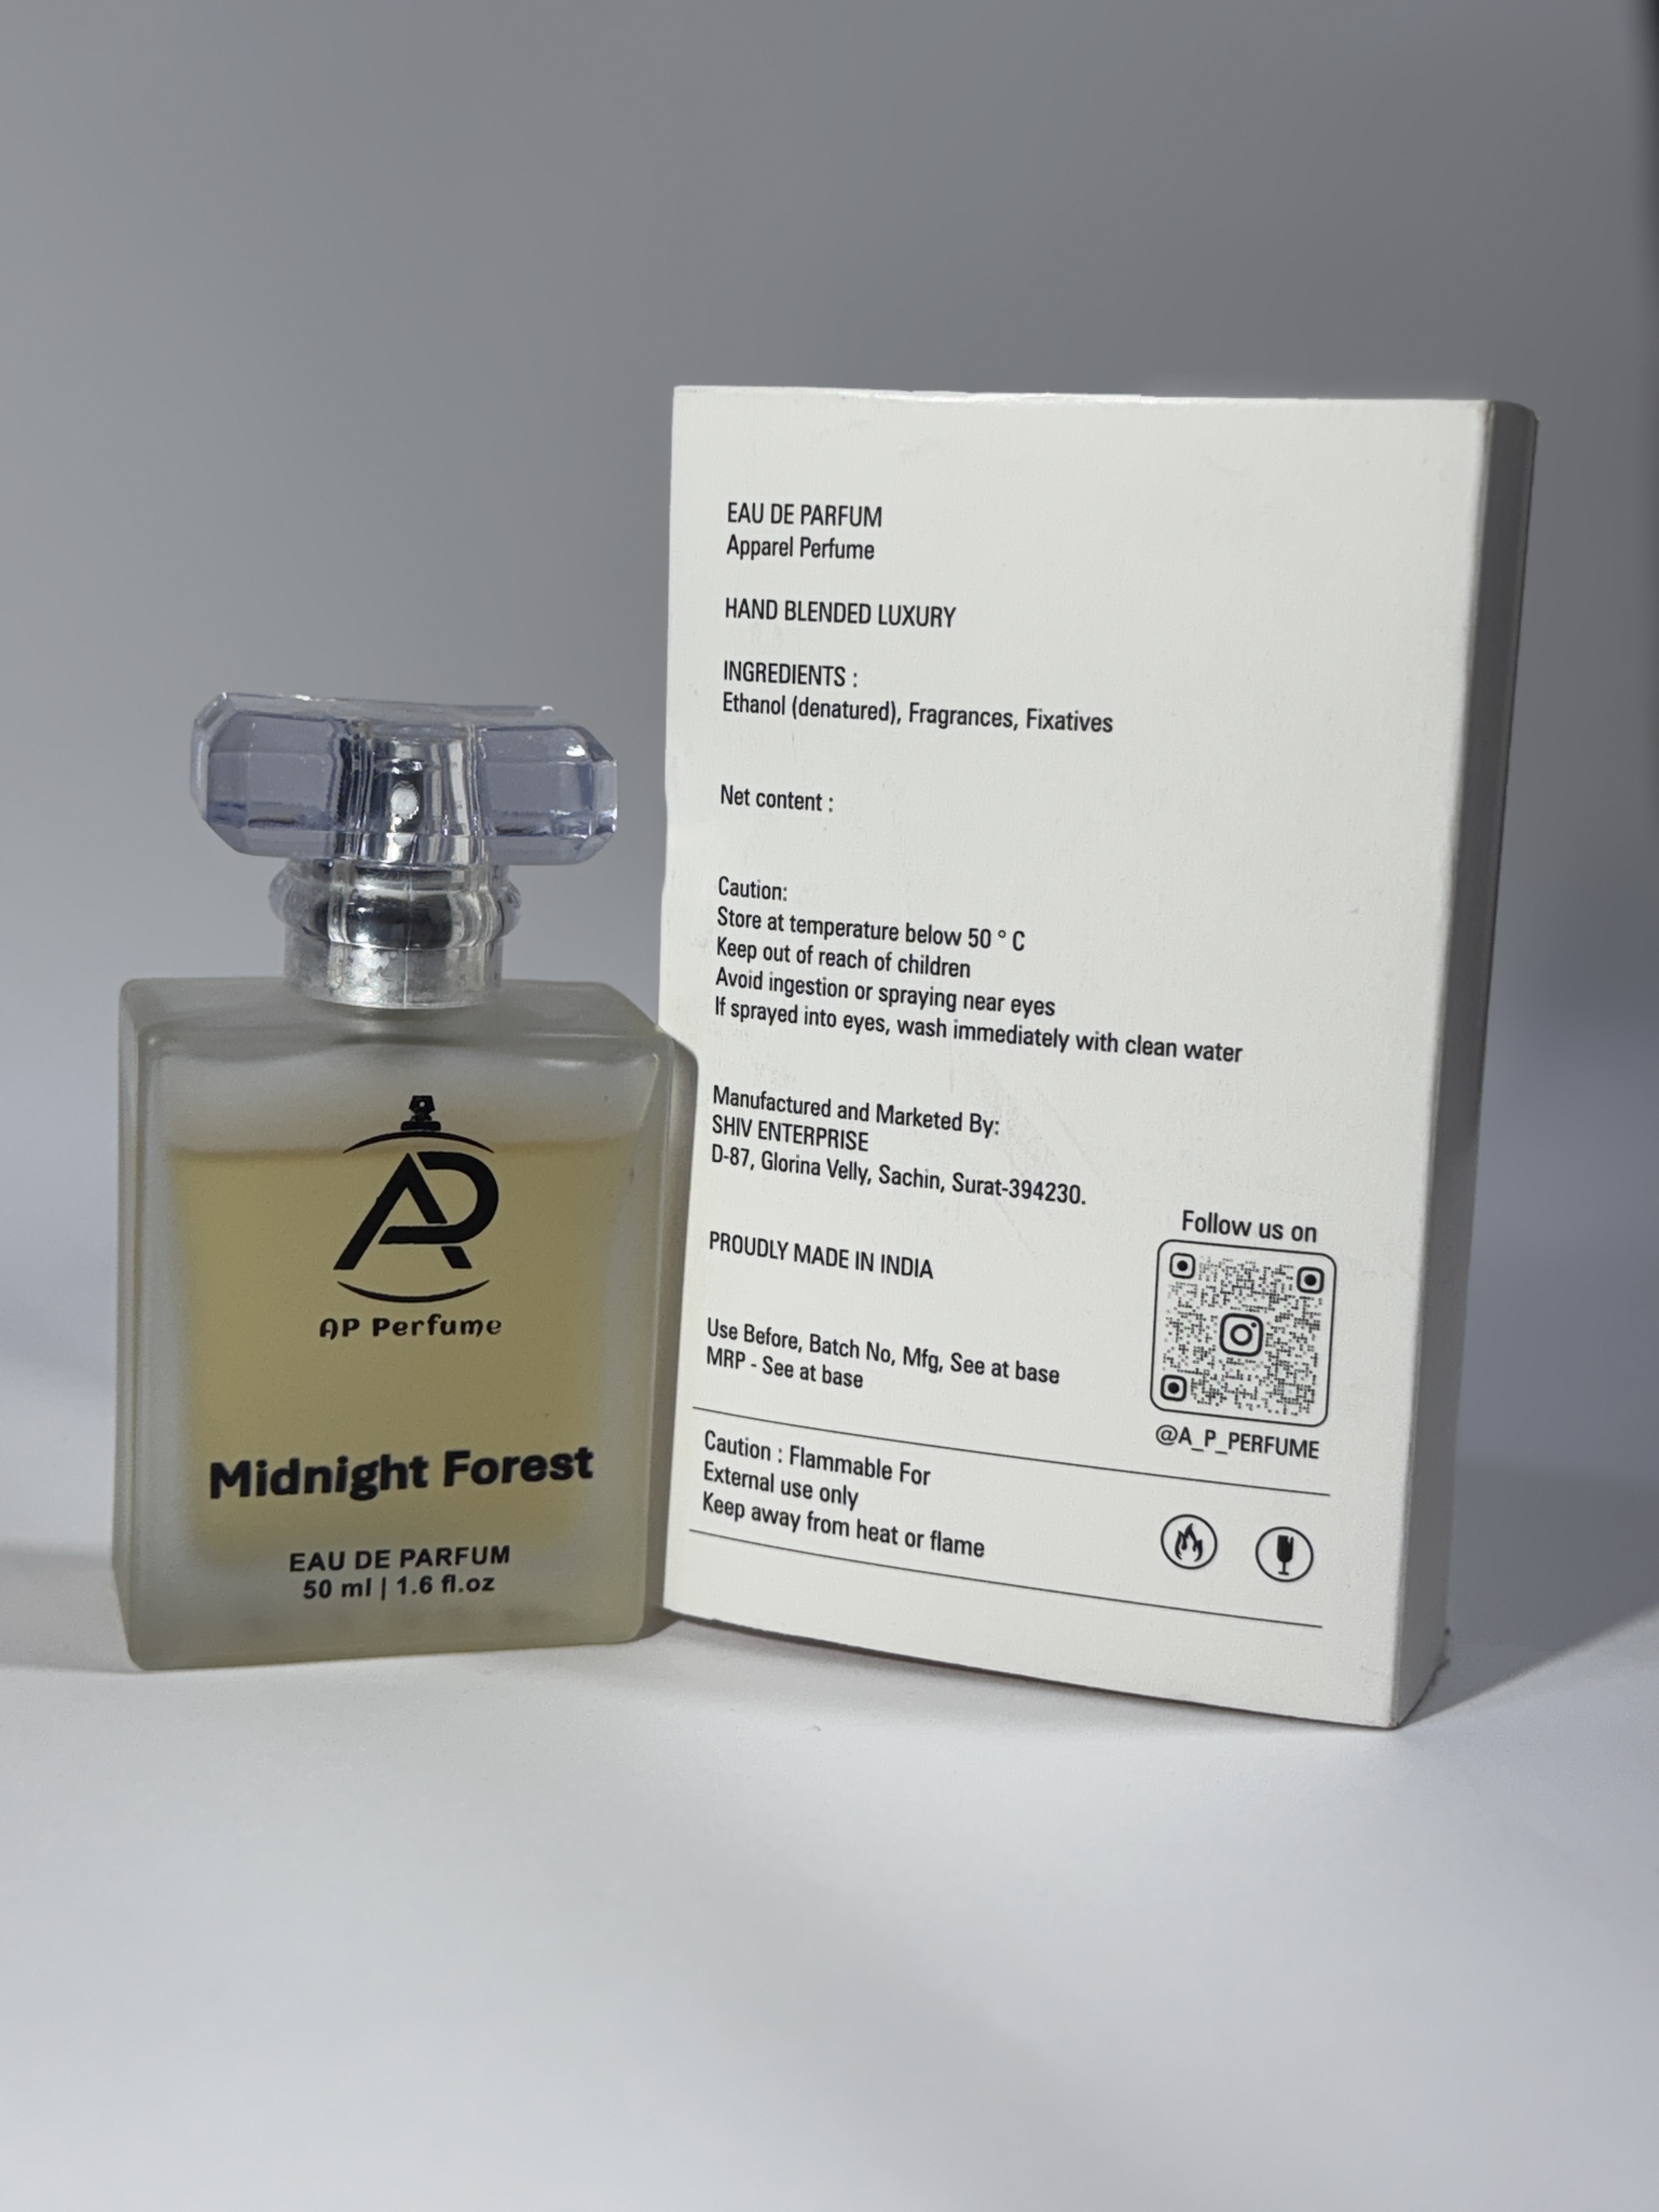 AP Perfume
Midnight Forest
EAU DE PARFUM
50 ml | 1.6 fl.oz
EAU DE PARFUM
Apparel Perfume
HAND BLENDED LUXURY
INGREDIENTS :
Ethanol (denatured), Fragrances, Fixatives
Net content :
Caution:
Store at temperature below 50 ° C
Keep out of reach of children
Avoid ingestion or spraying near eyes
If sprayed into eyes, wash immediately with clean water
Manufactured and Marketed By:
SHIV ENTERPRISE
D-87, Glorina Velly, Sachin, Surat-394230.
PROUDLY MADE IN INDIA
Use Before, Batch No, Mfg, See at base
MRP - See at base
Follow us on
@A_P_PERFUME
Caution : Flammable For
External use only
Keep away from heat or flame